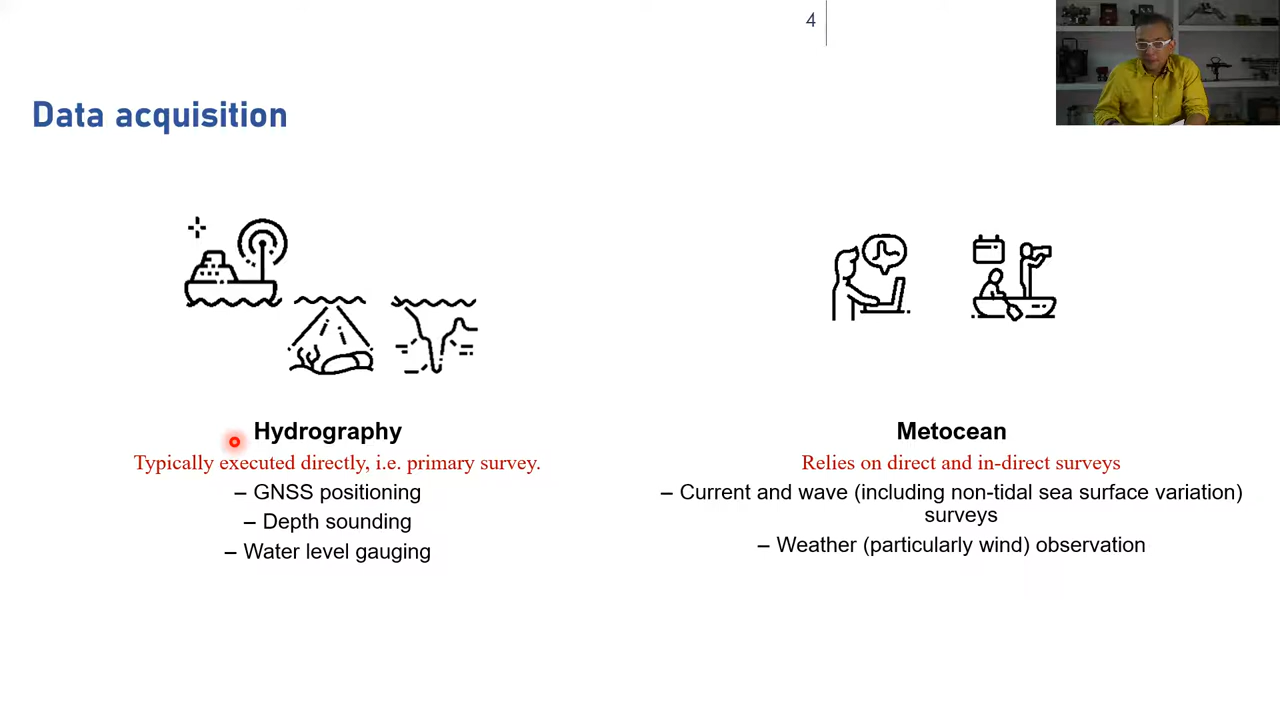 4
Data acquisition
Hydrography
Typically executed directly, i.e. primary survey.
– GNSS positioning
– Depth sounding
– Water level gauging
Metocean
Relies on direct and in-direct surveys
– Current and wave (including non-tidal sea surface variation)
surveys
– Weather (particularly wind) observation